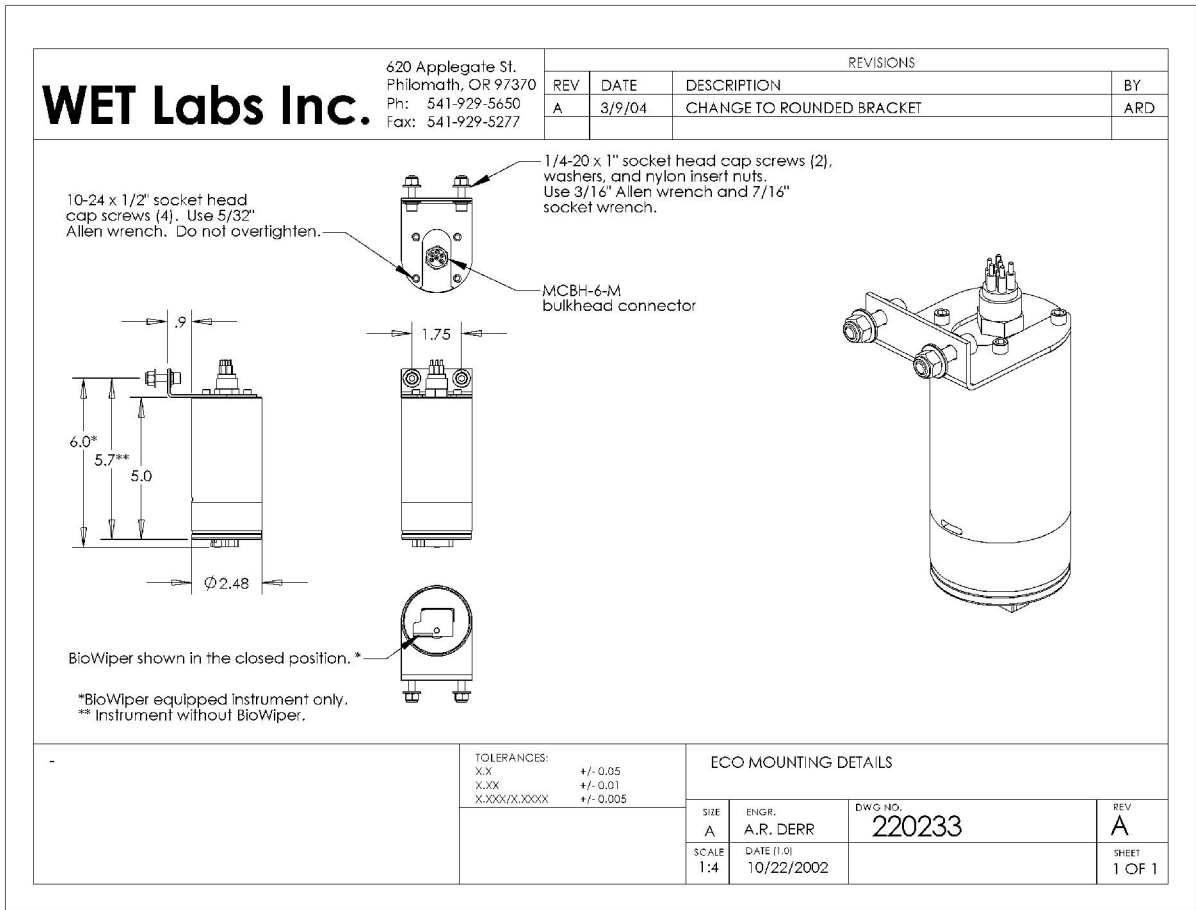 WET Labs Inc.
620 Applegate St.
Philomath, OR 97370
Ph: 541-929-5650
Fax: 541-929-5277
REVISIONS
REV DATE DESCRIPTION BY
A 3/9/04 CHANGE TO ROUNDED BRACKET ARD
1/4-20 x 1" socket head cap screws (2),
washers, and nylon insert nuts.
Use 3/16" Allen wrench and 7/16"
socket wrench.
10-24 x 1/2" socket head
cap screws (4). Use 5/32"
Allen wrench. Do not overtighten.
MCBH-6-M
bulkhead connector
.9
1.75
6.0*
5.7**
5.0
Ø2.48
BioWiper shown in the closed position. *
*BioWiper equipped instrument only.
** Instrument without BioWiper.
-
TOLERANCES:
X.X +/- 0.05
X.XX +/- 0.01
X.XXX/X.XXXX +/- 0.005
ECO MOUNTING DETAILS
SIZE ENGR. DWG NO. REV
A A.R. DERR 220233 A
SCALE DATE (1.0) SHEET
1:4 10/22/2002 1 OF 1